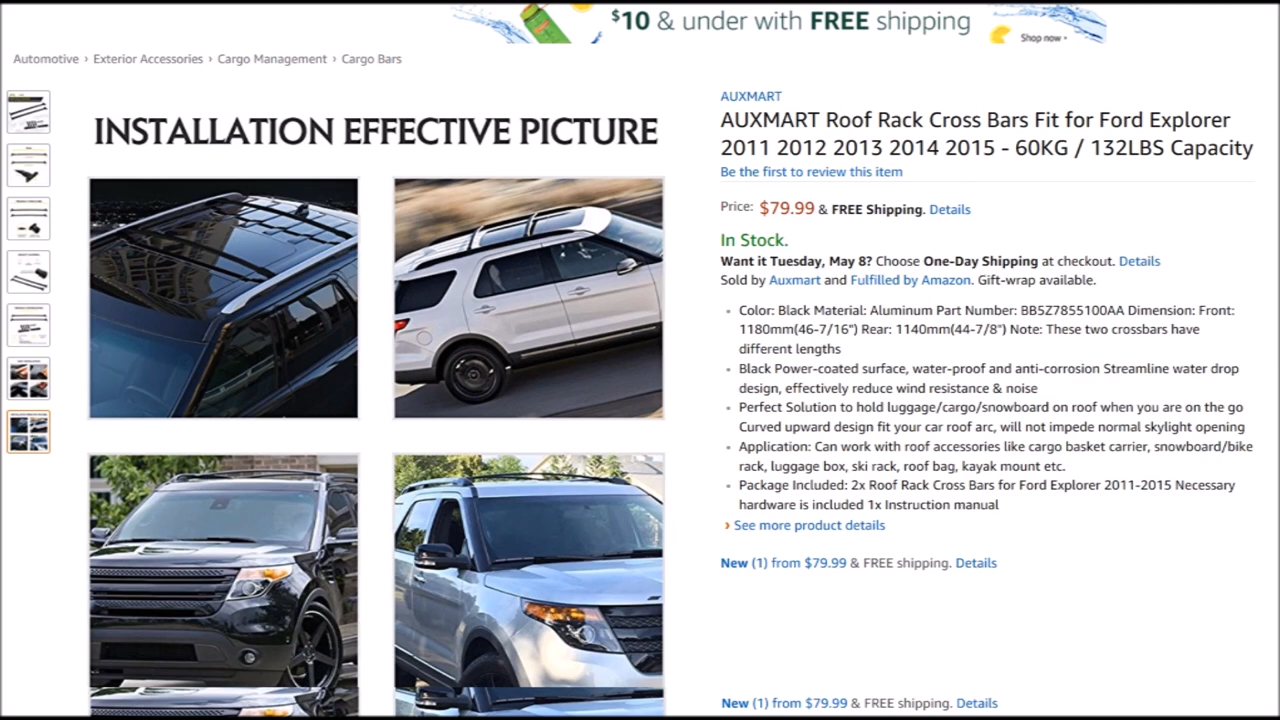 $10 & under with FREE shipping
Shop now
Automotive › Exterior Accessories › Cargo Management › Cargo Bars
INSTALLATION EFFECTIVE PICTURE
AUXMART
AUXMART Roof Rack Cross Bars Fit for Ford Explorer
2011 2012 2013 2014 2015 - 60KG / 132LBS Capacity
Be the first to review this item
Price: $79.99 & FREE Shipping. Details
In Stock.
Want it Tuesday, May 8? Choose One-Day Shipping at checkout. Details
Sold by Auxmart and Fulfilled by Amazon. Gift-wrap available.
Color: Black Material: Aluminum Part Number: BB5Z7855100AA Dimension: Front:
1180mm(46-7/16") Rear: 1140mm(44-7/8") Note: These two crossbars have
different lengths
Black Power-coated surface, water-proof and anti-corrosion Streamline water drop
design, effectively reduce wind resistance & noise
Perfect Solution to hold luggage/cargo/snowboard on roof when you are on the go
Curved upward design fit your car roof arc, will not impede normal skylight opening
Application: Can work with roof accessories like cargo basket carrier, snowboard/bike
rack, luggage box, ski rack, roof bag, kayak mount etc.
Package Included: 2x Roof Rack Cross Bars for Ford Explorer 2011-2015 Necessary
hardware is included 1x Instruction manual
› See more product details
New (1) from $79.99 & FREE shipping. Details
New (1) from $79.99 & FREE shipping. Details